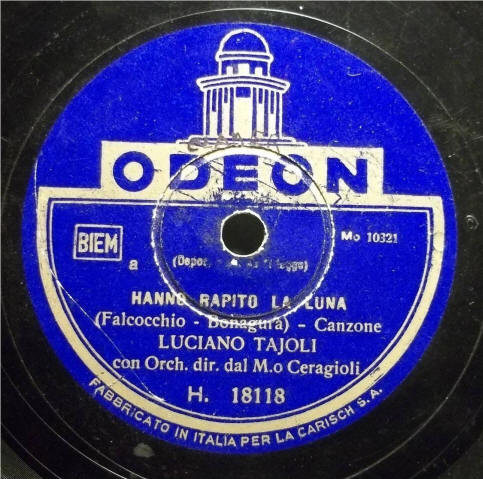 ODEON
BIEM
a
Mo 10321
HANNO RAPITO LA LUNA
(Falcocchio - Bonagura) - Canzone
LUCIANO TAJOLI
con Orch. dir. dal M.o Ceragioli
H. 18118
FABBRICATO IN ITALIA PER LA CARISCH S.A.